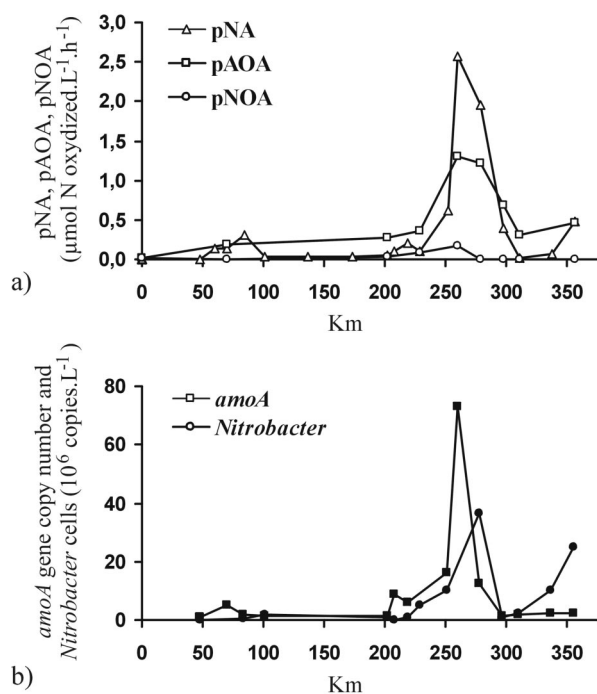 pNA, pAOA, pNOA
(µmol N oxydized.L⁻¹.h⁻¹)
3,0
2,5
2,0
1,5
1,0
0,5
0,0
pNA
pAOA
pNOA
0 50 100 150 200 250 300 350
Km
a)
amoA gene copy number and
Nitrobacter cells (10⁶ copies.L⁻¹)
80
60
40
20
0
amoA
Nitrobacter
0 50 100 150 200 250 300 350
Km
b)